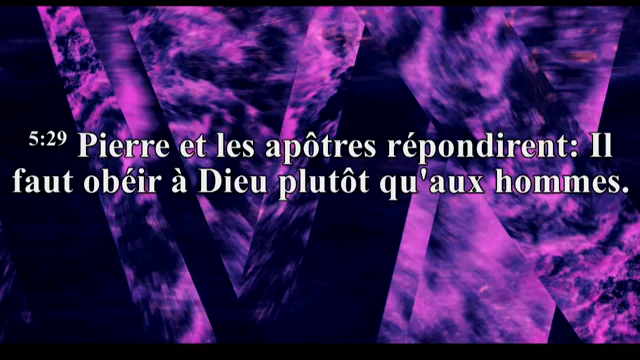 5:29 Pierre et les apôtres répondirent: Il
faut obéir à Dieu plutôt qu'aux hommes.